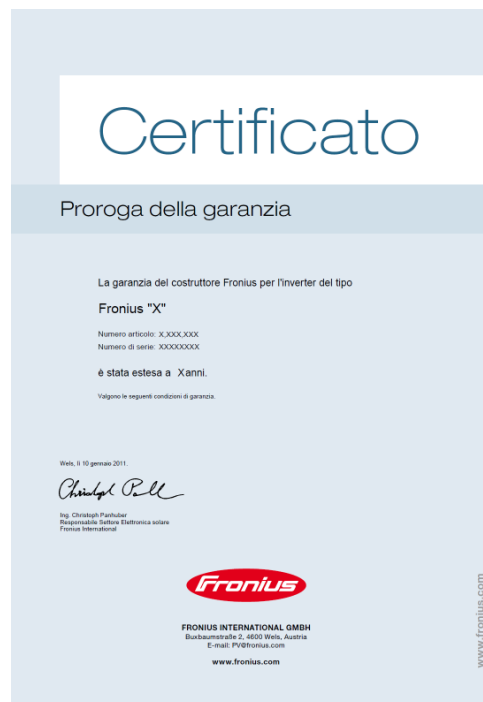 Certificato
Proroga della garanzia
La garanzia del costruttore Fronius per l'inverter del tipo
Fronius "X"
Numero articolo: X,XXX,XXX
Numero di serie: XXXXXXXX
è stata estesa a Xanni.
Valgono le seguenti condizioni di garanzia.
Wels, li 10 gennaio 2011.
Christoph Pa
Ing. Christoph Panhuber
Responsabile Settore Elettronica solare
Fronius International
Fronius
FRONIUS INTERNATIONAL GMBH
Buxbaumstraße 2, 4600 Wels, Austria
E-mail: PV@fronius.com
www.fronius.com
www.fronius.com